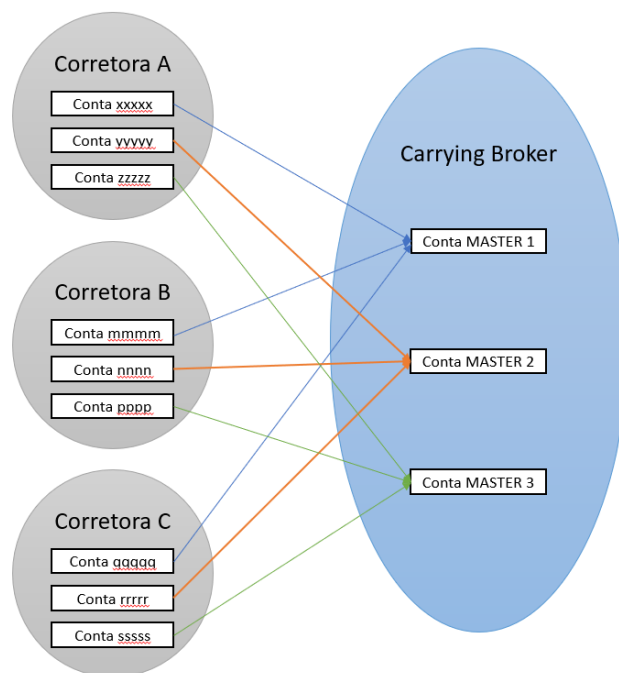 Corretora A
Conta xxxxx
Conta yyyyy
Conta zzzzz
Corretora B
Conta mmmm
Conta nnnn
Conta pppp
Corretora C
Conta qqqqq
Conta rrrrr
Conta sssss
Carrying Broker
Conta MASTER 1
Conta MASTER 2
Conta MASTER 3